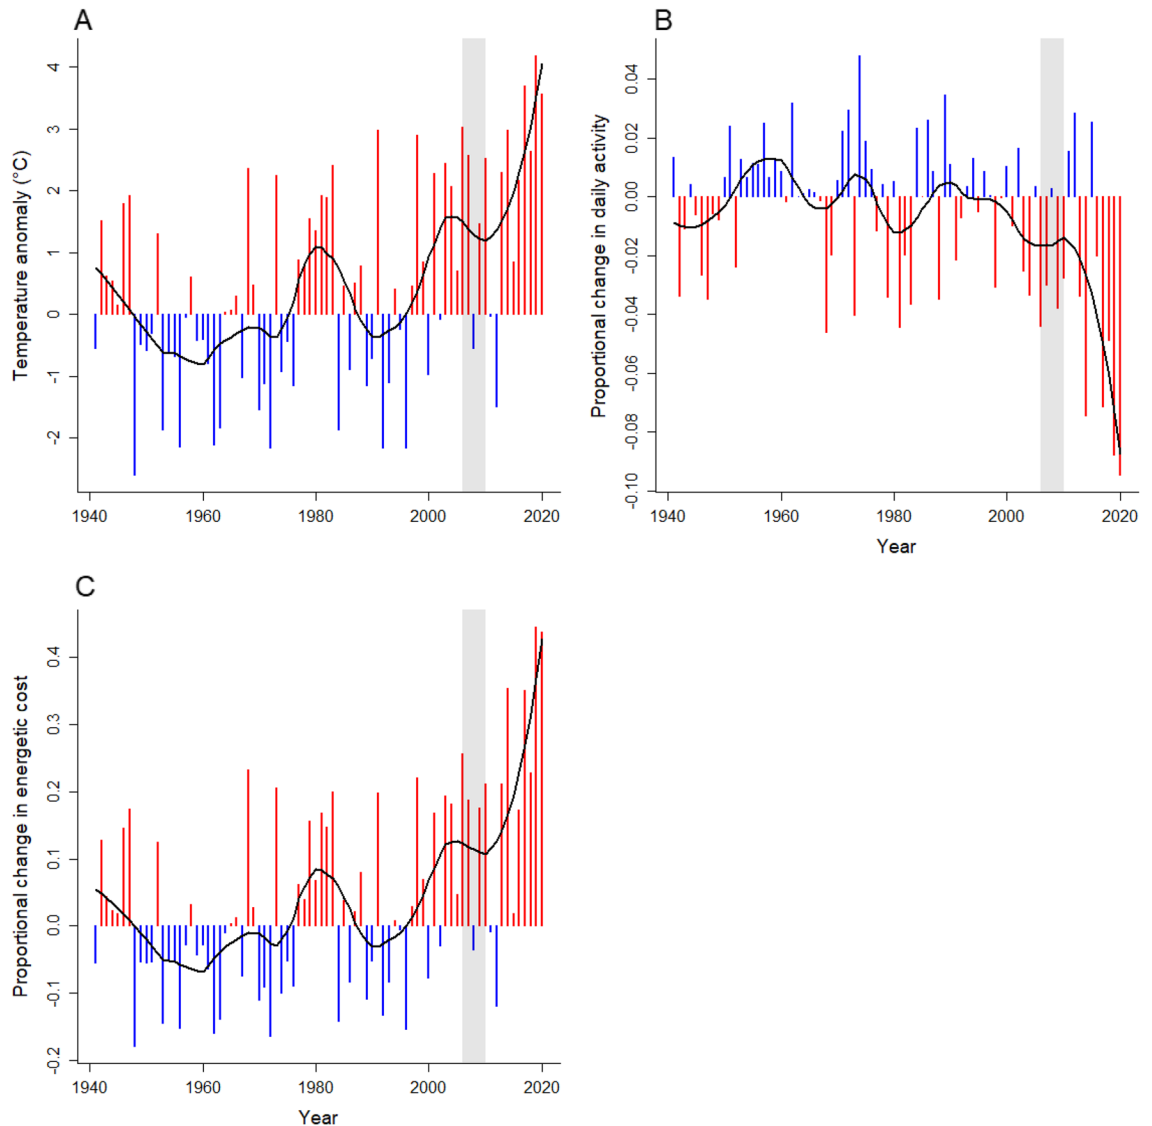 A
Temperature anomaly (°C)
4
3
2
1
0
-1
-2
1940 1960 1980 2000 2020
B
Proportional change in daily activity
0.04
0.02
0.00
-0.02
-0.04
-0.06
-0.08
-0.10
1940 1960 1980 2000 2020
Year
C
Proportional change in energetic cost
0.4
0.3
0.2
0.1
0.0
-0.1
-0.2
1940 1960 1980 2000 2020
Year